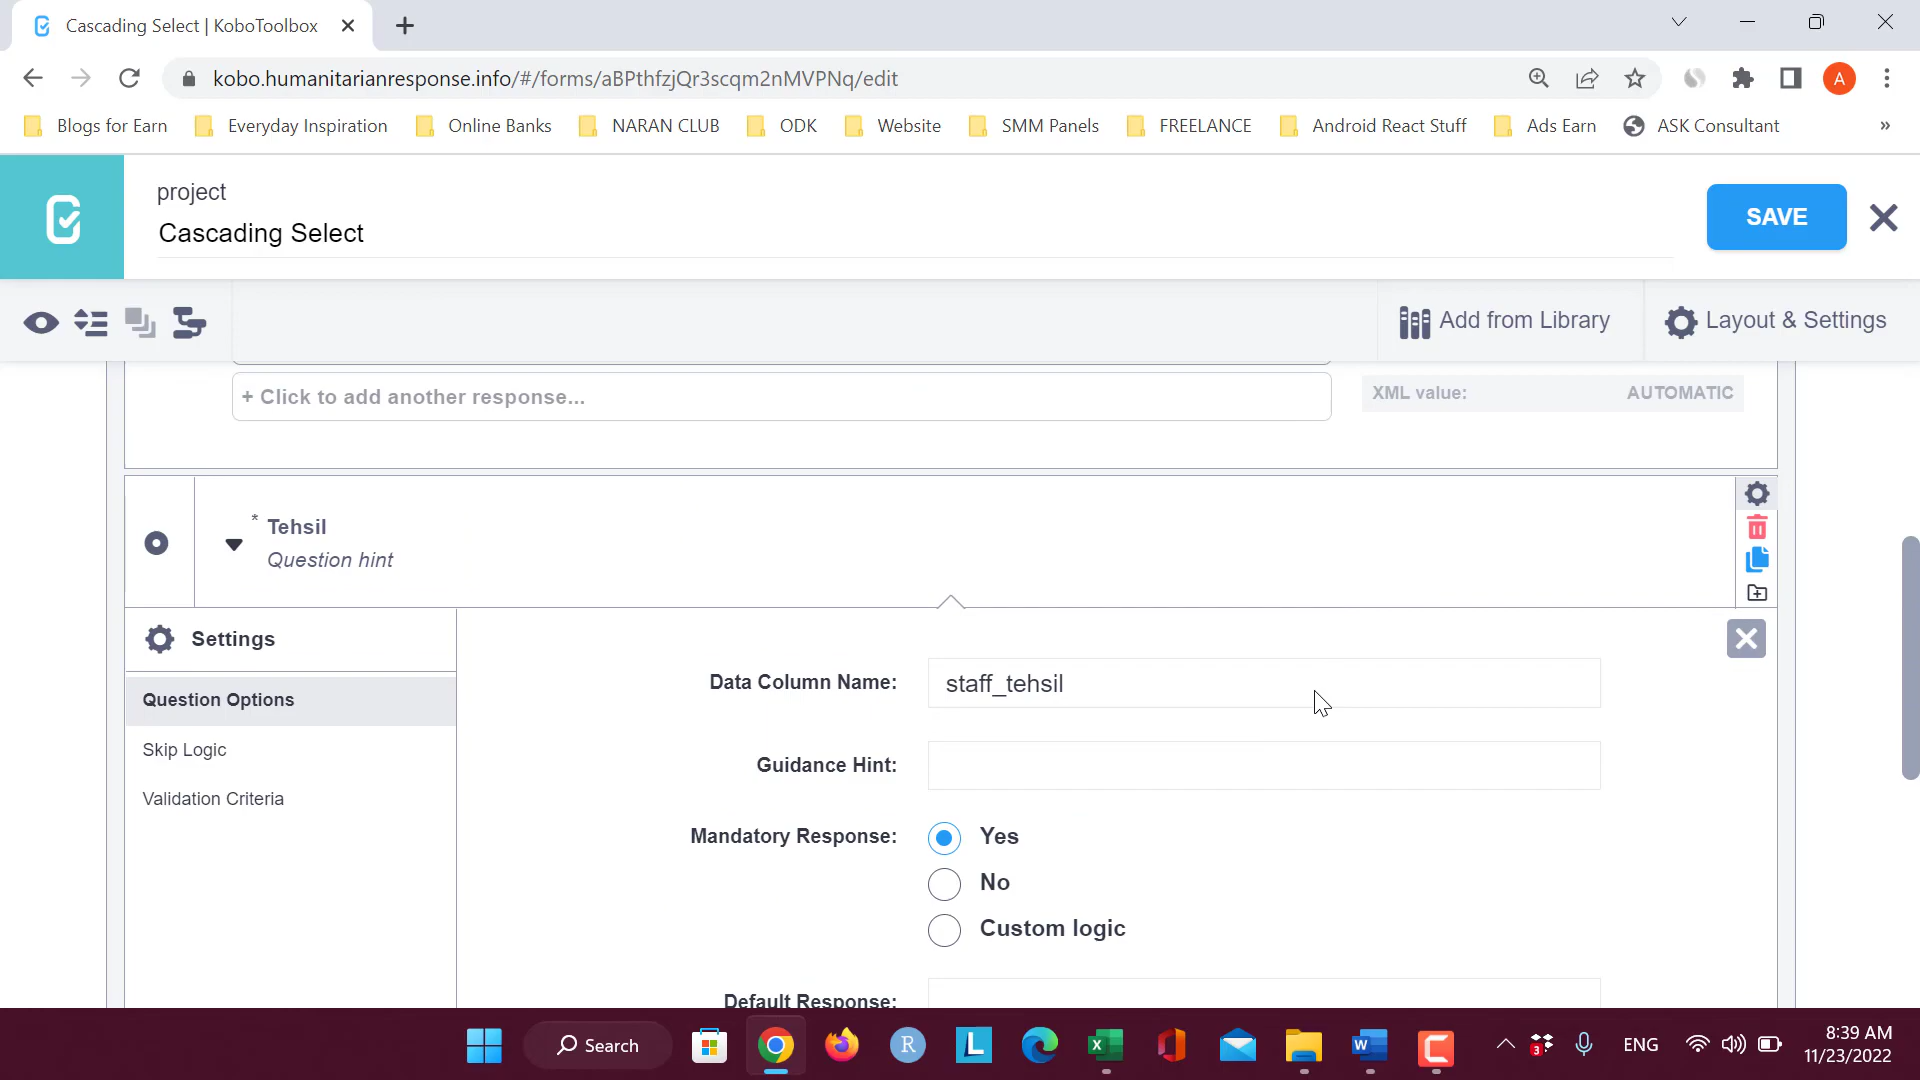 Cascading Select | KoboToolbox
kobo.humanitarianresponse.info/#/forms/aBPthfzjQr3scqm2nMVPNq/edit
A
Blogs for Earn
Everyday Inspiration
Online Banks
NARAN CLUB
ODK
Website
SMM Panels
FREELANCE
Android React Stuff
Ads Earn
ASK Consultant
»
project
Cascading Select
SAVE
Add from Library
Layout & Settings
+ Click to add another response...
XML value:
AUTOMATIC
* Tehsil
Question hint
Settings
Question Options
Skip Logic
Validation Criteria
Data Column Name:
staff_tehsil
Guidance Hint:
Mandatory Response:
Yes
No
Custom logic
Default Response:
Search
R
L
X
W
C
3
ENG
8:39 AM
11/23/2022